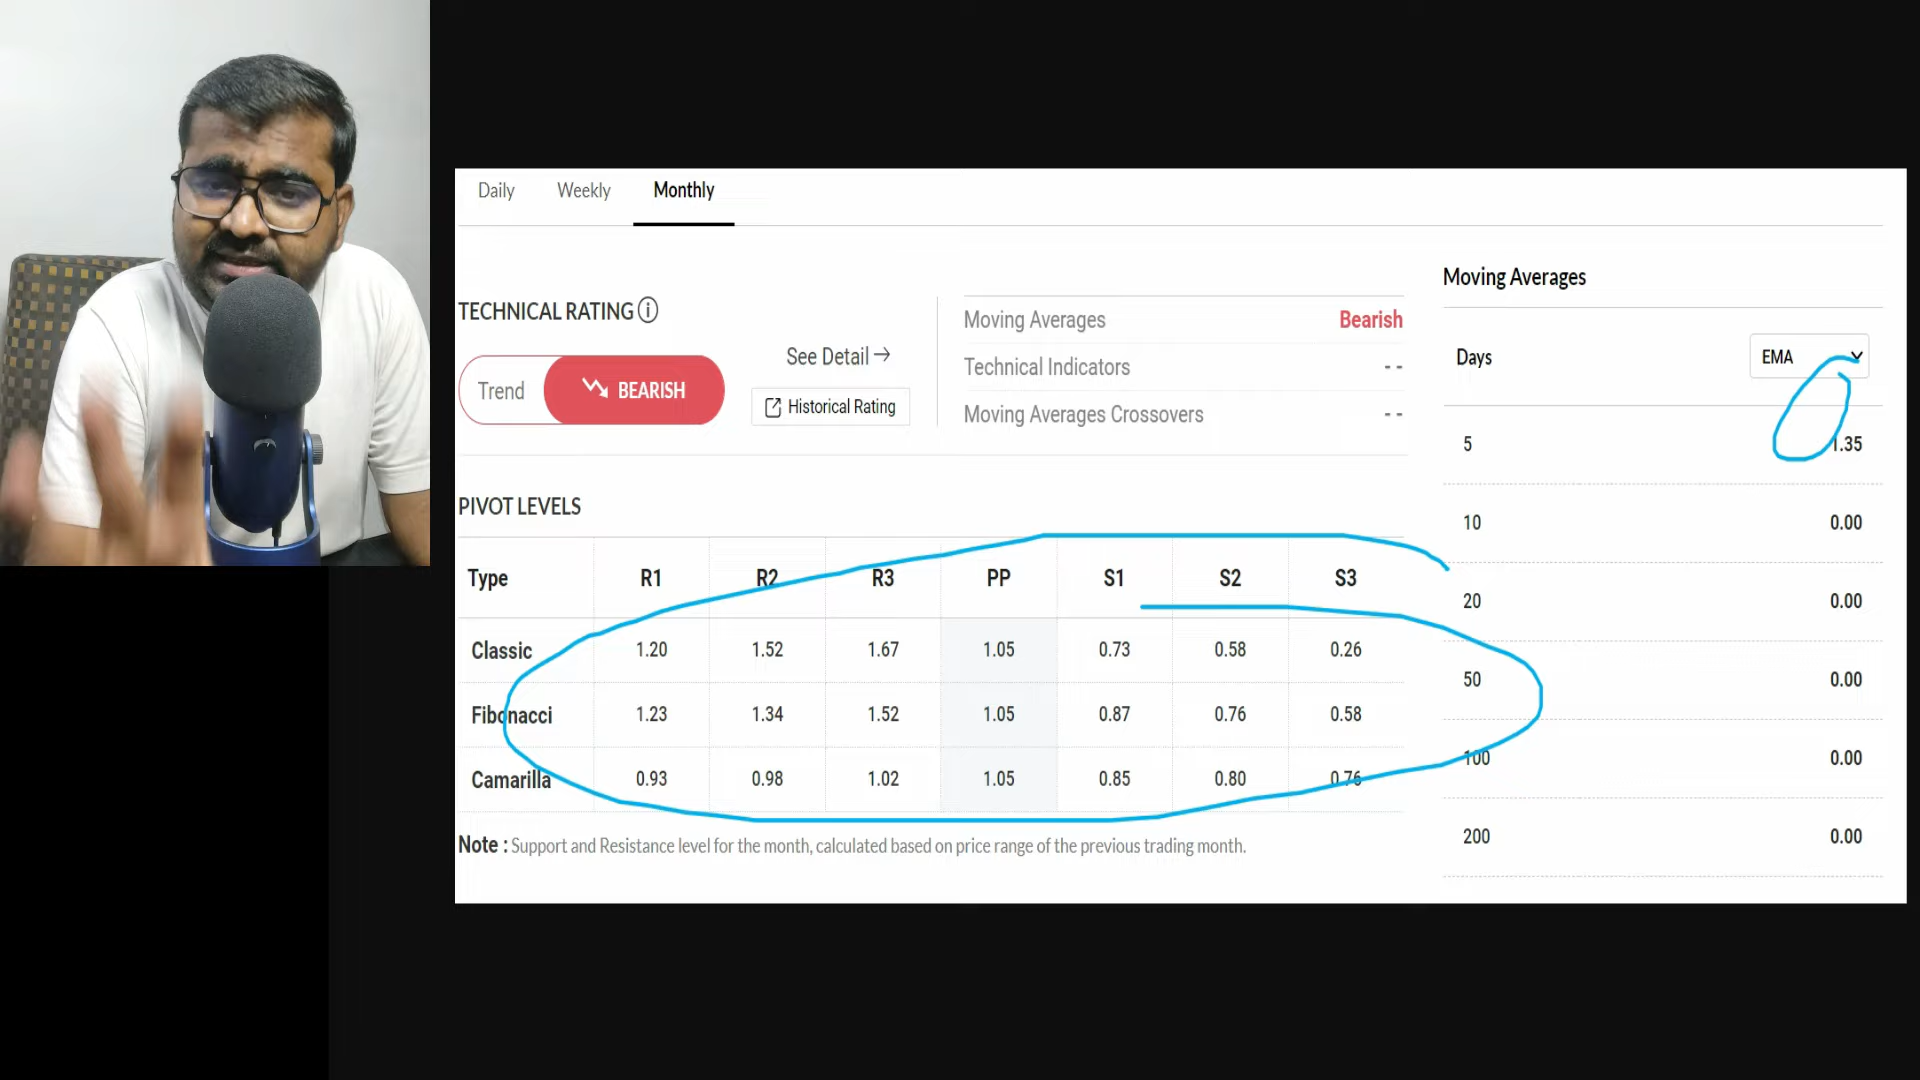 Daily Weekly Monthly
TECHNICAL RATING
Trend BEARISH
See Detail →
Historical Rating
Moving Averages Bearish
Technical Indicators - -
Moving Averages Crossovers - -
PIVOT LEVELS
Type R1 R2 R3 PP S1 S2 S3
Classic 1.20 1.52 1.67 1.05 0.73 0.58 0.26
Fibonacci 1.23 1.34 1.52 1.05 0.87 0.76 0.58
Camarilla 0.93 0.98 1.02 1.05 0.85 0.80 0.76
Note : Support and Resistance level for the month, calculated based on price range of the previous trading month.
Moving Averages
Days EMA
5 1.35
10 0.00
20 0.00
50 0.00
100 0.00
200 0.00